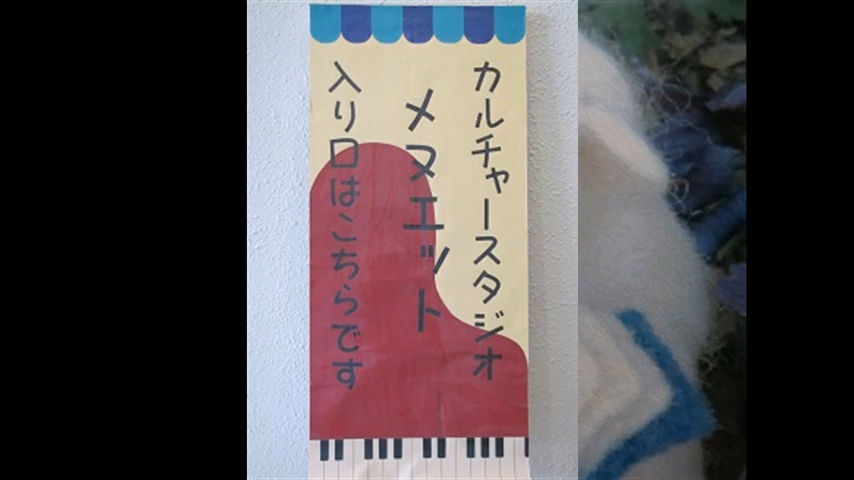 カルチャースタジオ
メヌエット
入り口はこちらです